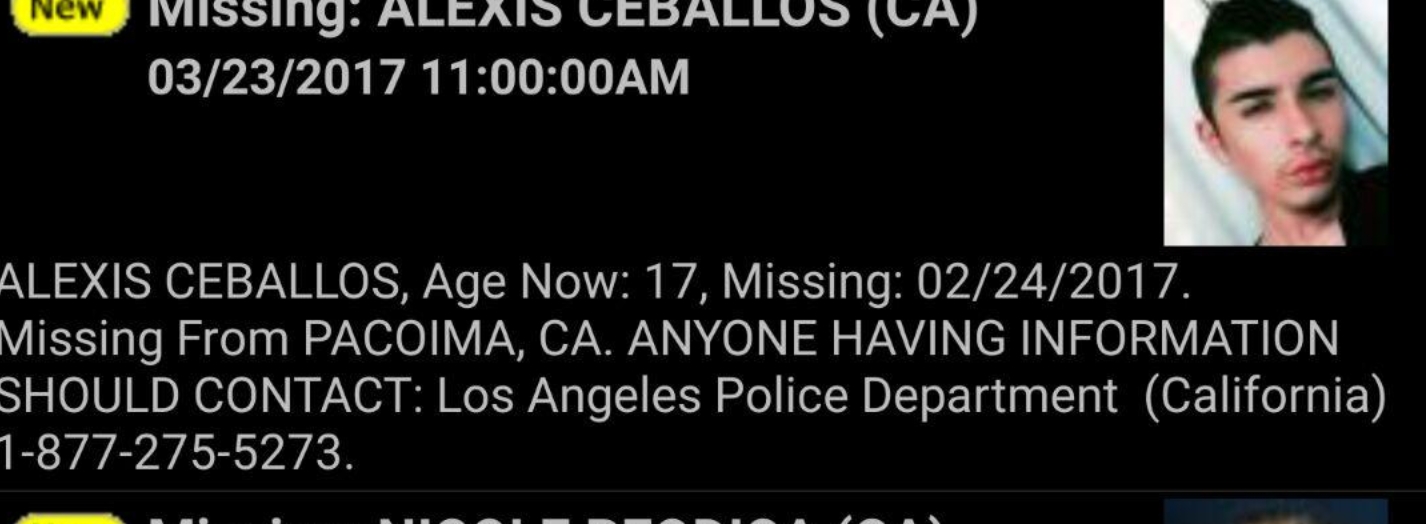 New
Missing: ALEXIS CEBALLOS (CA)
03/23/2017 11:00:00AM
ALEXIS CEBALLOS, Age Now: 17, Missing: 02/24/2017.
Missing From PACOIMA, CA. ANYONE HAVING INFORMATION
SHOULD CONTACT: Los Angeles Police Department (California)
1-877-275-5273.